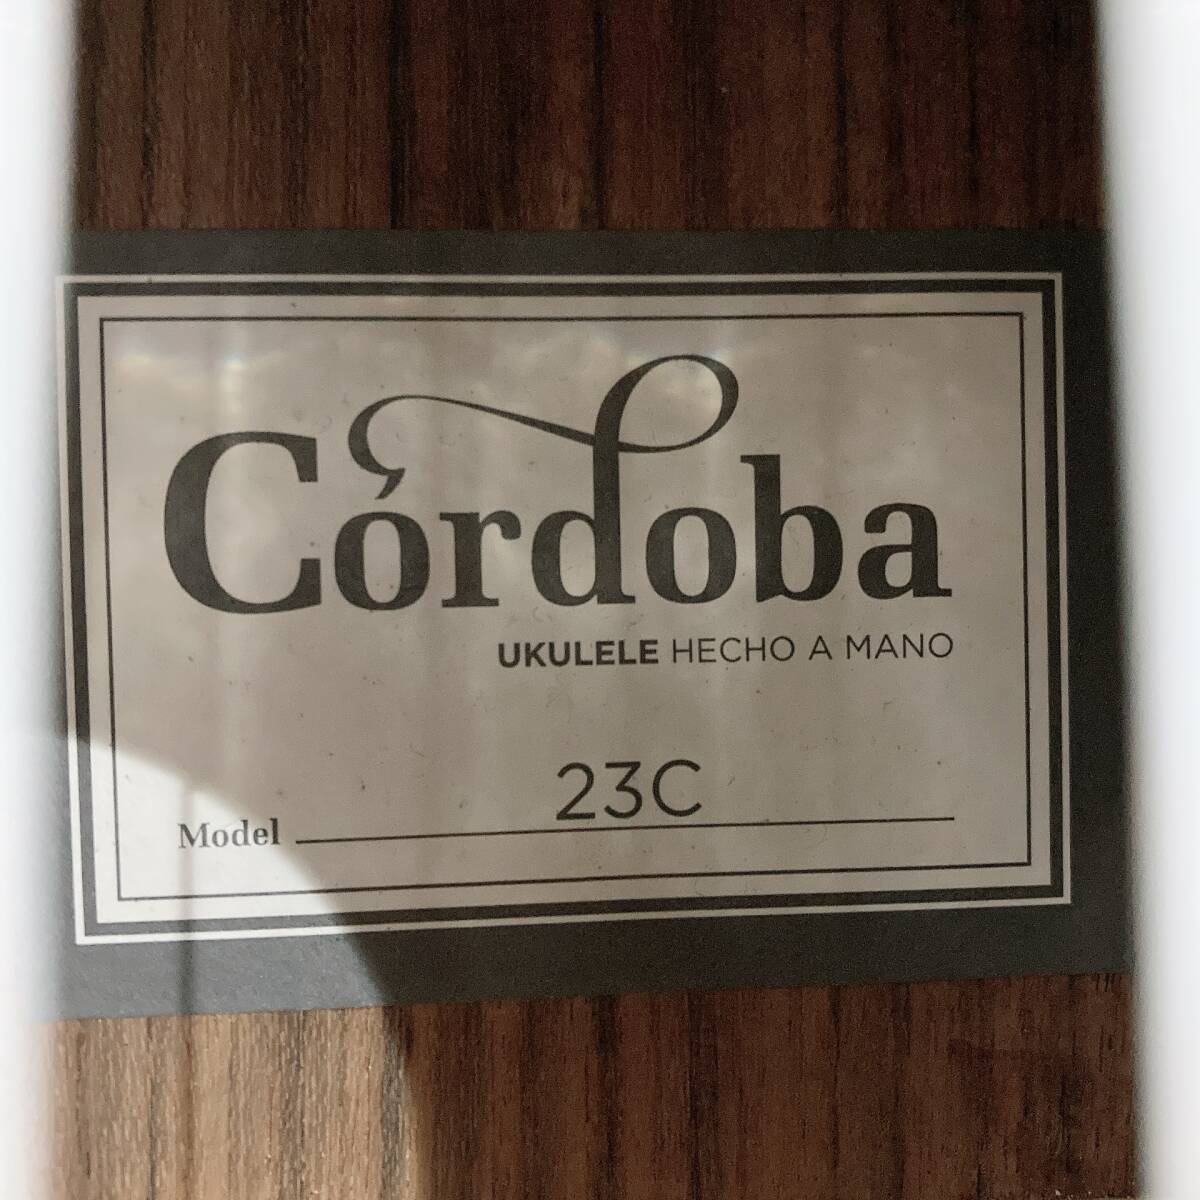 Córdoba
UKULELE HECHO A MANO
23C
Model